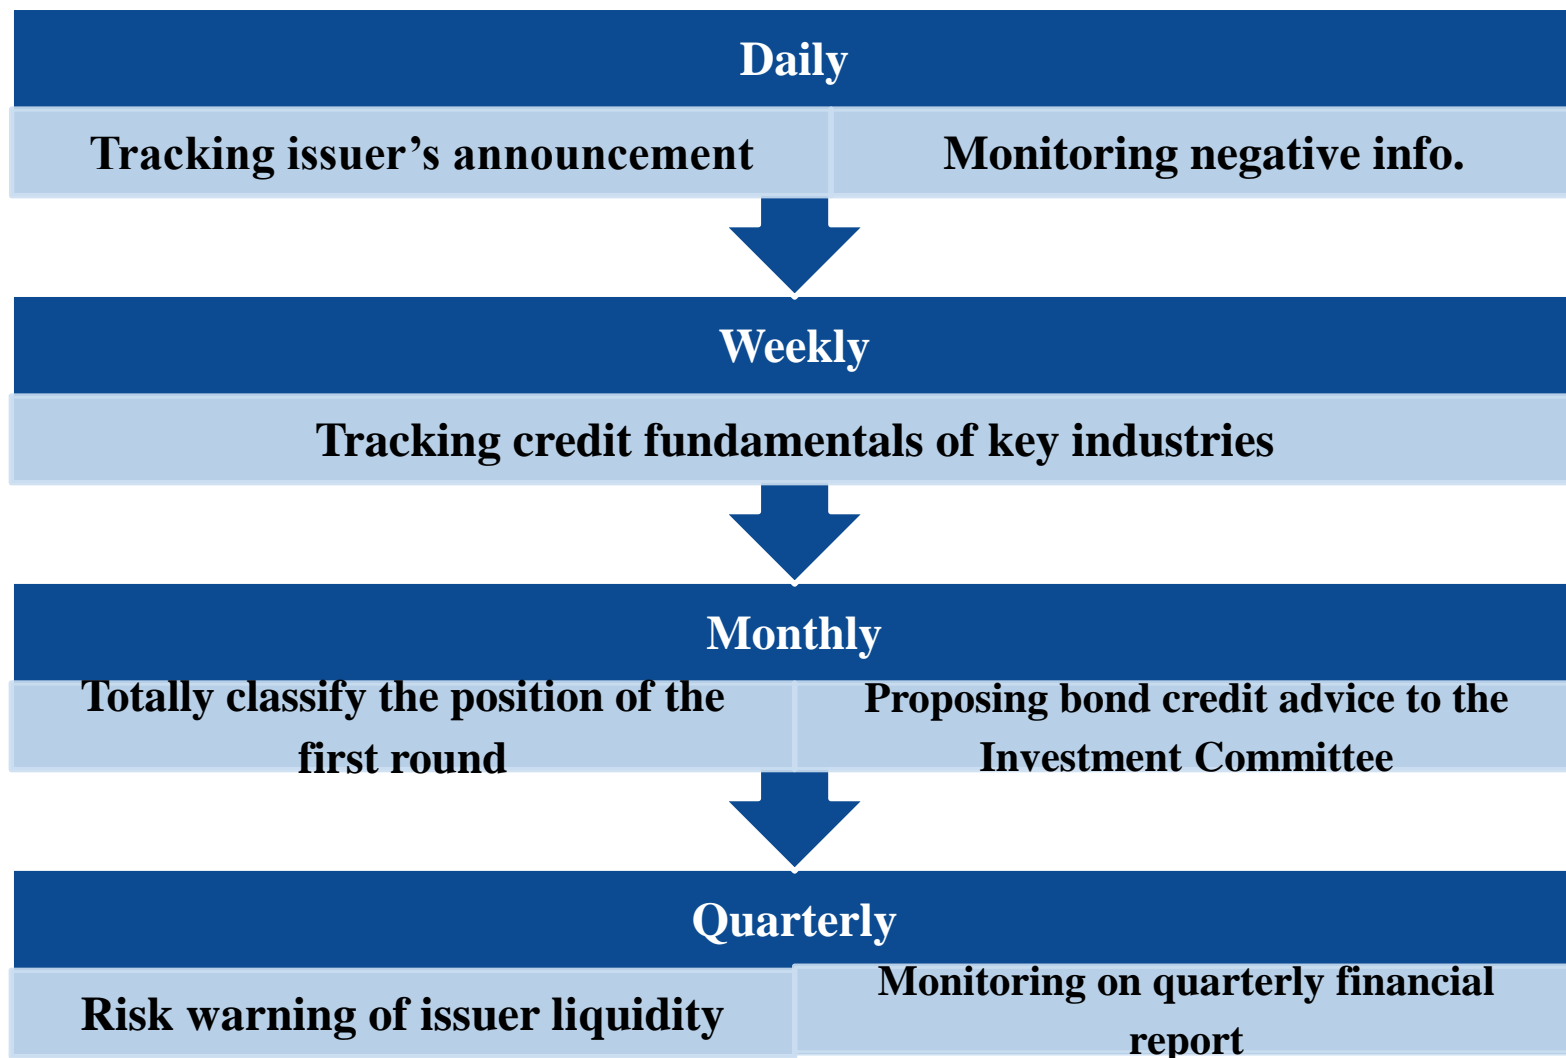 Daily
Tracking issuer’s announcement
Monitoring negative info.
Weekly
Tracking credit fundamentals of key industries
Monthly
Totally classify the position of the
first round
Proposing bond credit advice to the
Investment Committee
Quarterly
Risk warning of issuer liquidity
Monitoring on quarterly financial
report